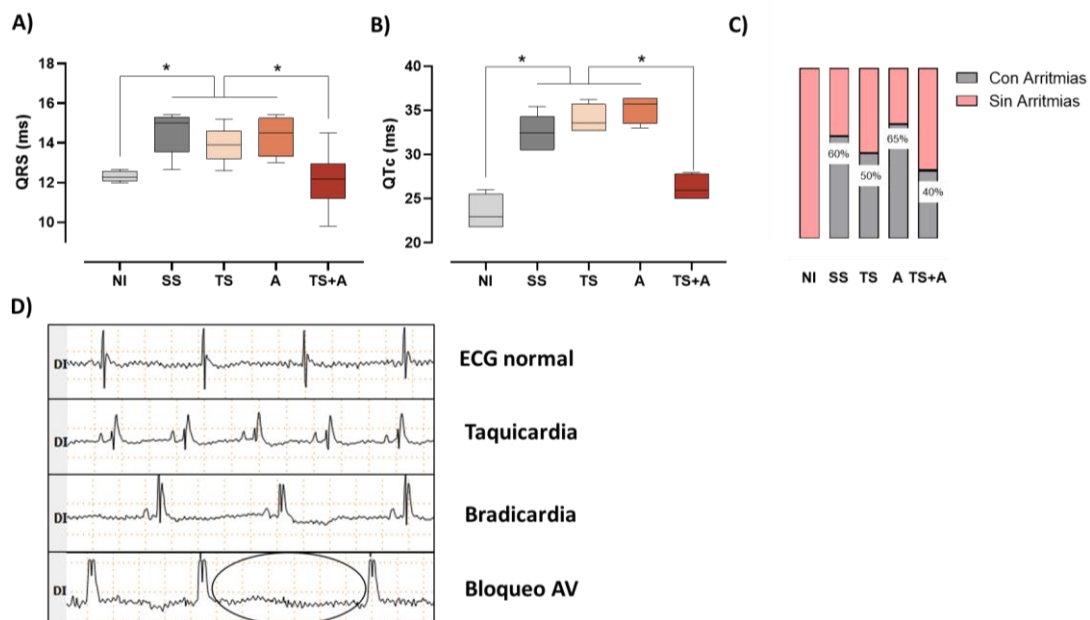 A)
18
16
14
12
10
QRS (ms)
*
*
NI SS TS A TS+A
B)
40
35
30
25
20
QTc (ms)
*
*
NI SS TS A TS+A
C)
60%
50%
65%
40%
NI SS TS A TS+A
Con Arritmias
Sin Arritmias
D)
DI
ECG normal
DI
Taquicardia
DI
Bradicardia
DI
Bloqueo AV